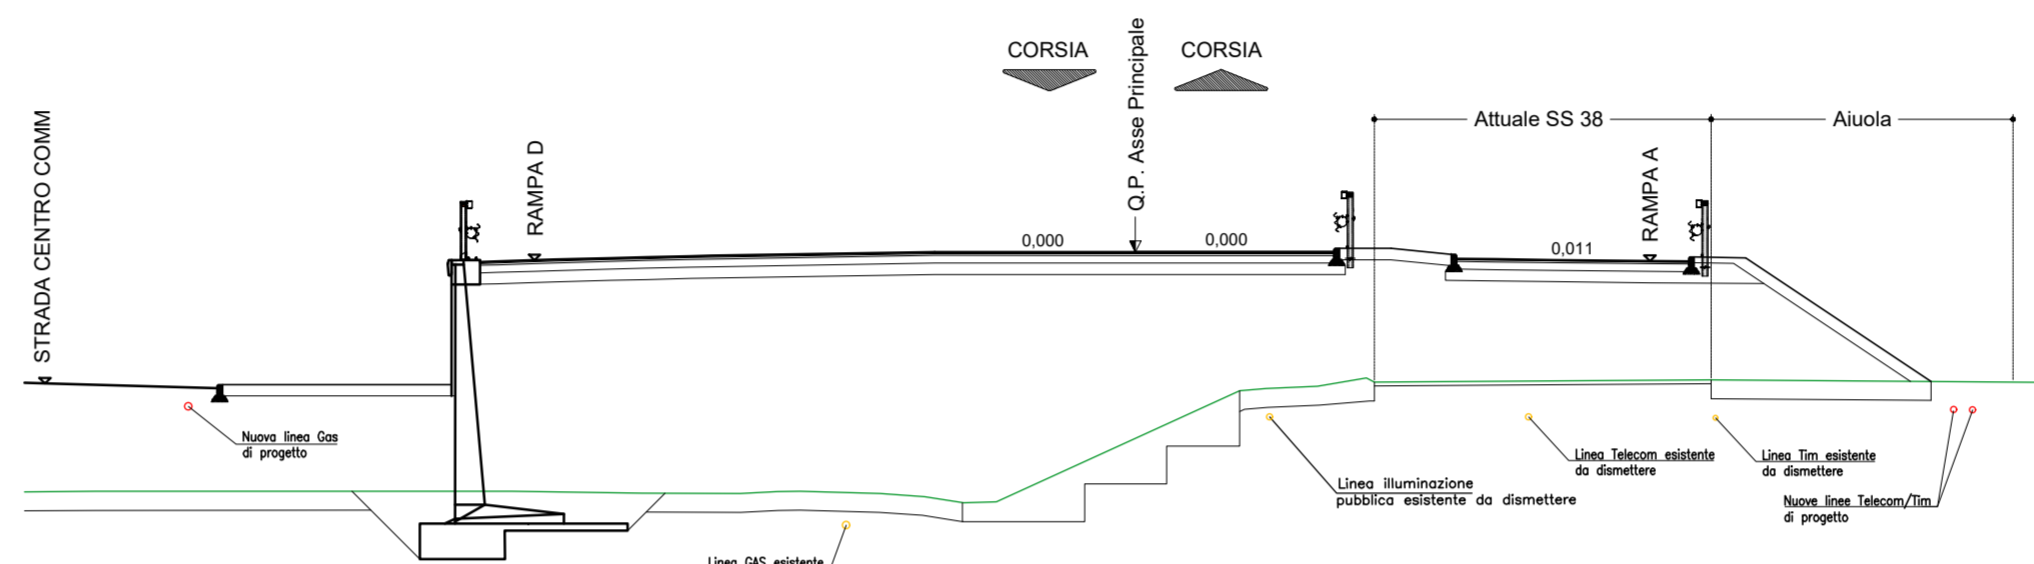 CORSIA
CORSIA
Q.P. Asse Principale
STRADA CENTRO COMM
RAMPA D
Attuale SS 38
Aiuola
RAMPA A
0,000
0,000
0,011
Nuova linea Gas
di progetto
Linea illuminazione
pubblica esistente da dismettere
Linea Telecom esistente
da dismettere
Linea Tim esistente
da dismettere
Nuove linee Telecom/Tim
di progetto
Linea GAS esistente